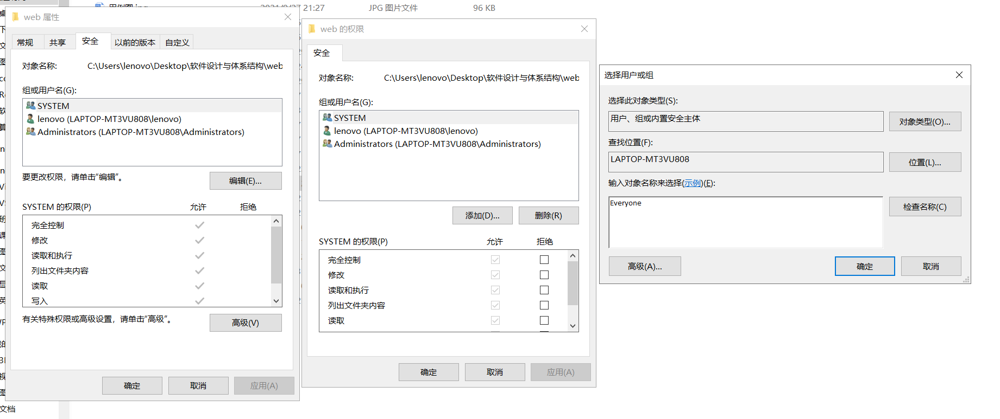 2021/9/27 21:27
JPG 图片文件
96 KB
web 属性
常规
共享
安全
以前的版本
自定义
对象名称:
C:\Users\lenovo\Desktop\软件设计与体系结构\web
组或用户名(G):
SYSTEM
lenovo (LAPTOP-MT3VU808\lenovo)
Administrators (LAPTOP-MT3VU808\Administrators)
要更改权限，请单击“编辑”。
编辑(E)...
SYSTEM 的权限(P)
允许
拒绝
完全控制
修改
读取和执行
列出文件夹内容
读取
写入
有关特殊权限或高级设置，请单击“高级”。
高级(V)
确定
取消
应用(A)
文档
web 的权限
安全
对象名称:
C:\Users\lenovo\Desktop\软件设计与体系结构\web
组或用户名(G):
SYSTEM
lenovo (LAPTOP-MT3VU808\lenovo)
Administrators (LAPTOP-MT3VU808\Administrators)
添加(D)...
删除(R)
SYSTEM 的权限(P)
允许
拒绝
完全控制
修改
读取和执行
列出文件夹内容
读取
确定
取消
应用(A)
选择用户或组
选择此对象类型(S):
用户、组或内置安全主体
对象类型(O)...
查找位置(F):
LAPTOP-MT3VU808
位置(L)...
输入对象名称来选择(示例)(E):
Everyone
检查名称(C)
高级(A)...
确定
取消